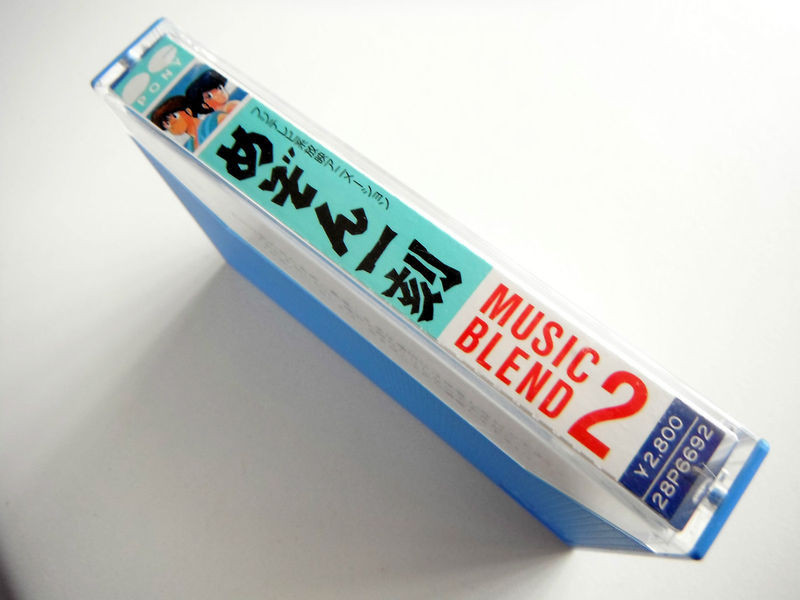 PONY
フジテレビ系放映アニメーション
めぞん一刻
MUSIC
BLEND 2
¥2,800
28P6692